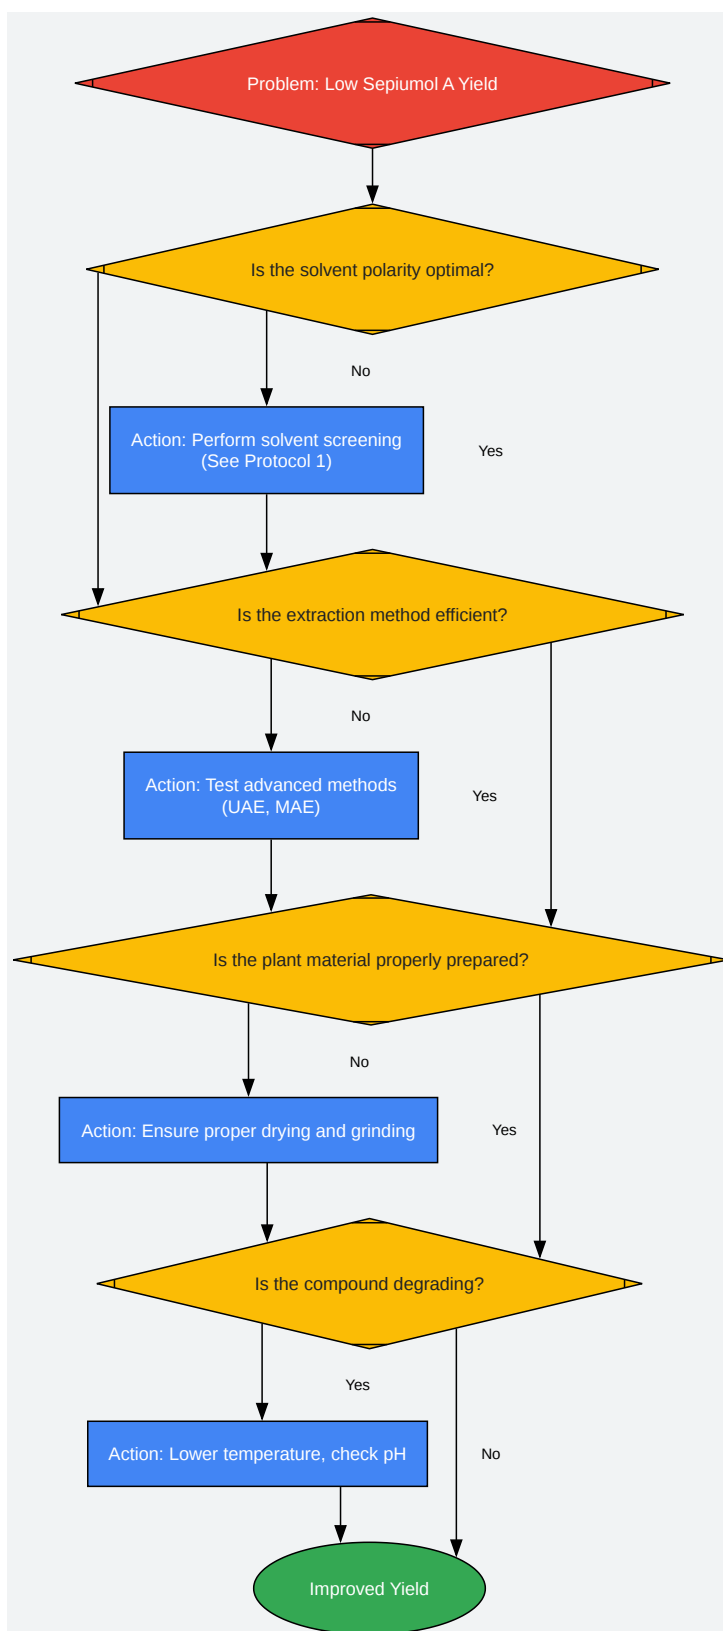 Problem: Low Sepiumol A Yield
Is the solvent polarity optimal?
No
Action: Perform solvent screening
(See Protocol 1)
Yes
Is the extraction method efficient?
No
Action: Test advanced methods
(UAE, MAE)
Yes
Is the plant material properly prepared?
No
Action: Ensure proper drying and grinding
Yes
Is the compound degrading?
Yes
Action: Lower temperature, check pH
No
Improved Yield